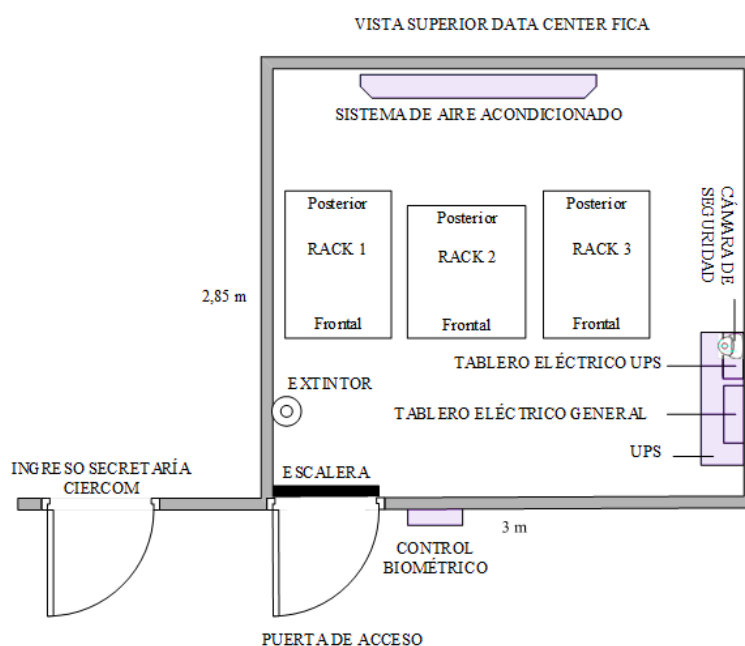 VISTA SUPERIOR DATA CENTER FICA
SISTEMA DE AIRE ACONDICIONADO
Posterior
RACK 1
Frontal
Posterior
RACK 2
Frontal
Posterior
RACK 3
Frontal
CÁMARA DE
SEGURIDAD
2,85 m
TABLERO ELÉCTRICO UPS
EXTINTOR
TABLERO ELÉCTRICO GENERAL
UPS
INGRESO SECRETARÍA
CIERCOM
ESCALERA
3 m
CONTROL
BIOMÉTRICO
PUERTA DE ACCESO